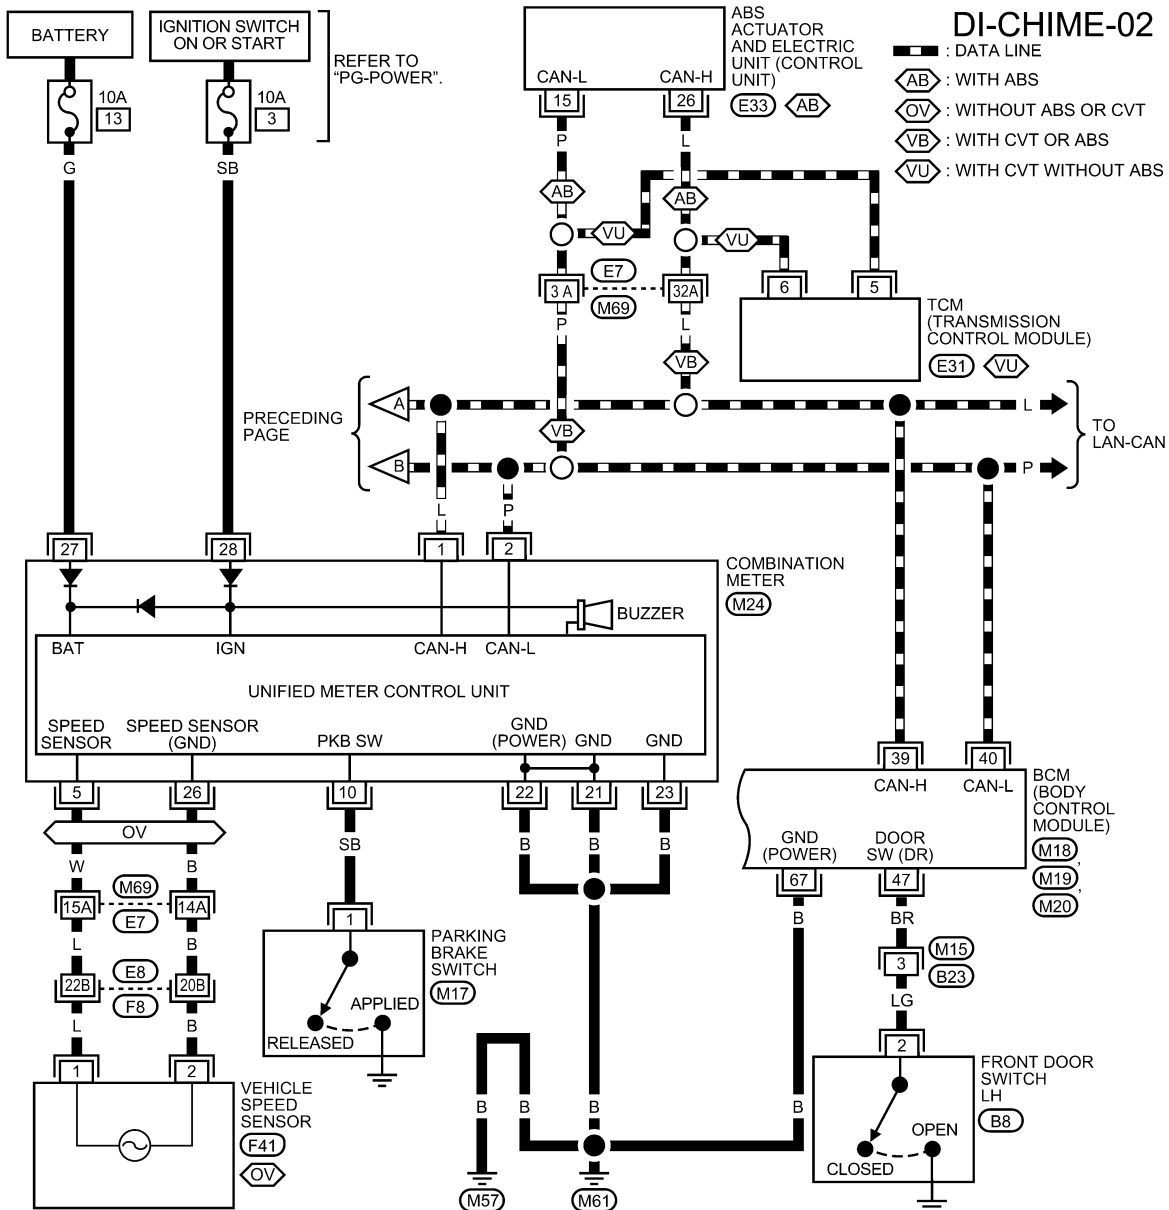 DI-CHIME-02
BATTERY
IGNITION SWITCH
ON OR START
REFER TO
"PG-POWER".
10A
13
10A
3
G
SB
ABS
ACTUATOR
AND ELECTRIC
UNIT (CONTROL
UNIT)
E33
AB
CAN-L
CAN-H
15
26
: DATA LINE
AB : WITH ABS
OV : WITHOUT ABS OR CVT
VB : WITH CVT OR ABS
VU : WITH CVT WITHOUT ABS
P
L
AB
AB
VU
VU
E7
3 A
32A
M69
P
L
VB
6
5
TCM
(TRANSMISSION
CONTROL MODULE)
E31
VU
PRECEDING
PAGE
A
L
VB
B
P
TO
LAN-CAN
L
P
27
28
1
2
COMBINATION
METER
M24
BUZZER
BAT
IGN
CAN-H
CAN-L
UNIFIED METER CONTROL UNIT
SPEED
SENSOR
SPEED SENSOR
(GND)
PKB SW
GND
(POWER)
GND
GND
5
26
10
22
21
23
39
40
CAN-H
CAN-L
BCM
(BODY
CONTROL
MODULE)
M18,
M19,
M20
GND
(POWER)
DOOR
SW (DR)
67
47
OV
W
B
SB
B
B
B
M69
15A
14A
E7
L
B
E8
22B
20B
F8
L
B
1
2
VEHICLE
SPEED
SENSOR
F41
OV
1
PARKING
BRAKE
SWITCH
M17
APPLIED
RELEASED
B
BR
3
M15
B23
LG
2
FRONT DOOR
SWITCH
LH
B8
OPEN
CLOSED
B
B
B
B
M57
M61